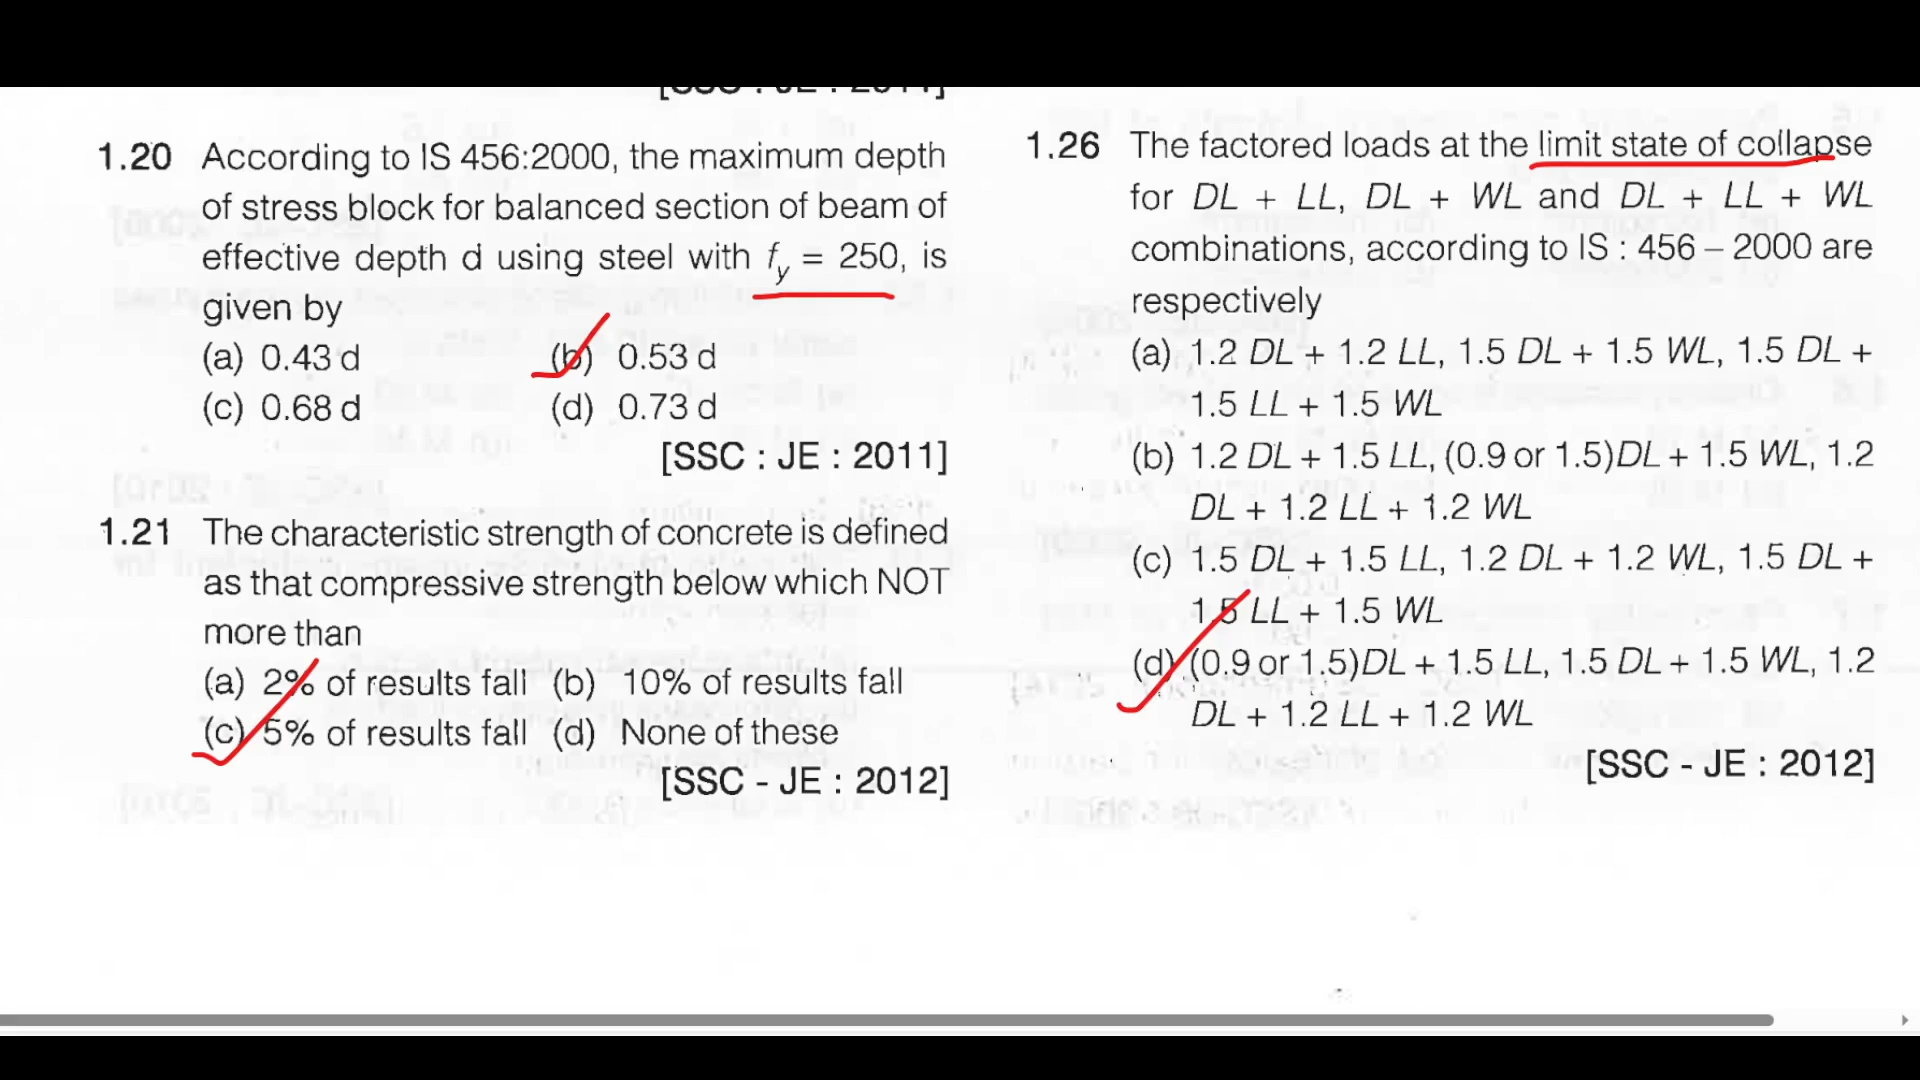 [SSC : JE : 2011]
1.20 According to IS 456:2000, the maximum depth
of stress block for balanced section of beam of
effective depth d using steel with fy = 250, is
given by
(a) 0.43 d (b) 0.53 d
(c) 0.68 d (d) 0.73 d
[SSC : JE : 2011]
1.21 The characteristic strength of concrete is defined
as that compressive strength below which NOT
more than
(a) 2% of results fall (b) 10% of results fall
(c) 5% of results fall (d) None of these
[SSC - JE : 2012]
1.26 The factored loads at the limit state of collapse
for DL + LL, DL + WL and DL + LL + WL
combinations, according to IS : 456 – 2000 are
respectively
(a) 1.2 DL + 1.2 LL, 1.5 DL + 1.5 WL, 1.5 DL +
1.5 LL + 1.5 WL
(b) 1.2 DL + 1.5 LL, (0.9 or 1.5)DL + 1.5 WL, 1.2
DL + 1.2 LL + 1.2 WL
(c) 1.5 DL + 1.5 LL, 1.2 DL + 1.2 WL, 1.5 DL +
1.5 LL + 1.5 WL
(d) (0.9 or 1.5)DL + 1.5 LL, 1.5 DL + 1.5 WL, 1.2
DL + 1.2 LL + 1.2 WL
[SSC - JE : 2012]